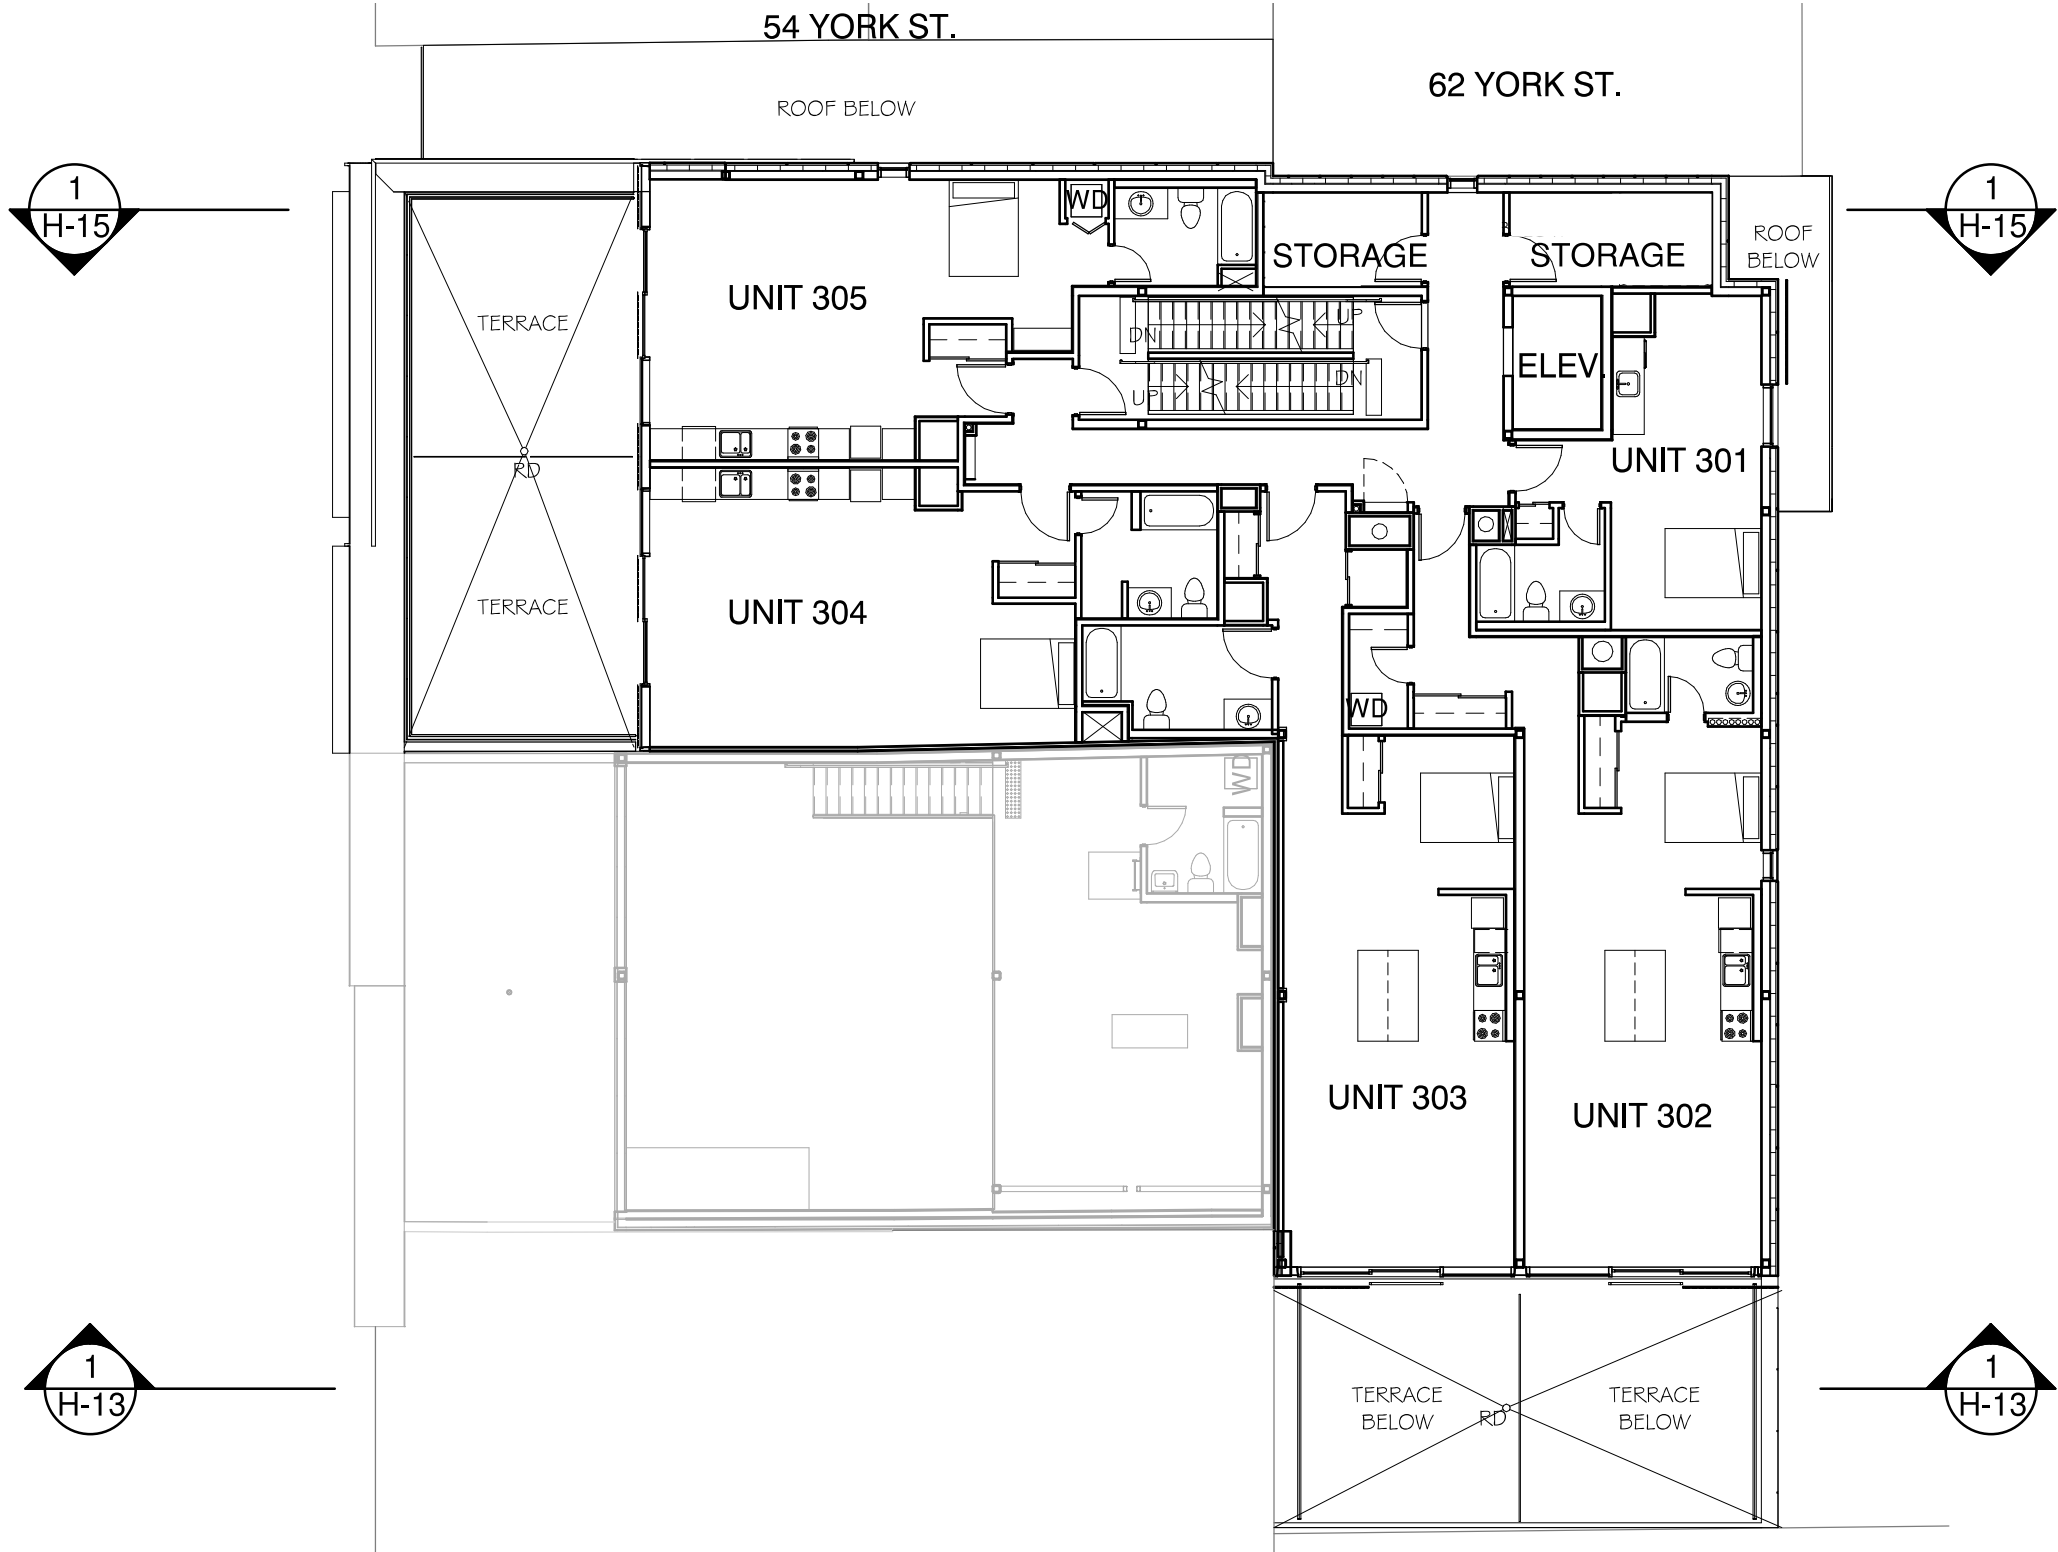 54 YORK ST.
62 YORK ST.
ROOF BELOW
1
H-15
1
H-15
WD
ROOF
BELOW
STORAGE
STORAGE
UNIT 305
TERRACE
DN
UP
ELEV
UP
DN
UNIT 301
RD
TERRACE
UNIT 304
WD
WD
UNIT 303
UNIT 302
1
H-13
1
H-13
TERRACE
BELOW
RD
TERRACE
BELOW